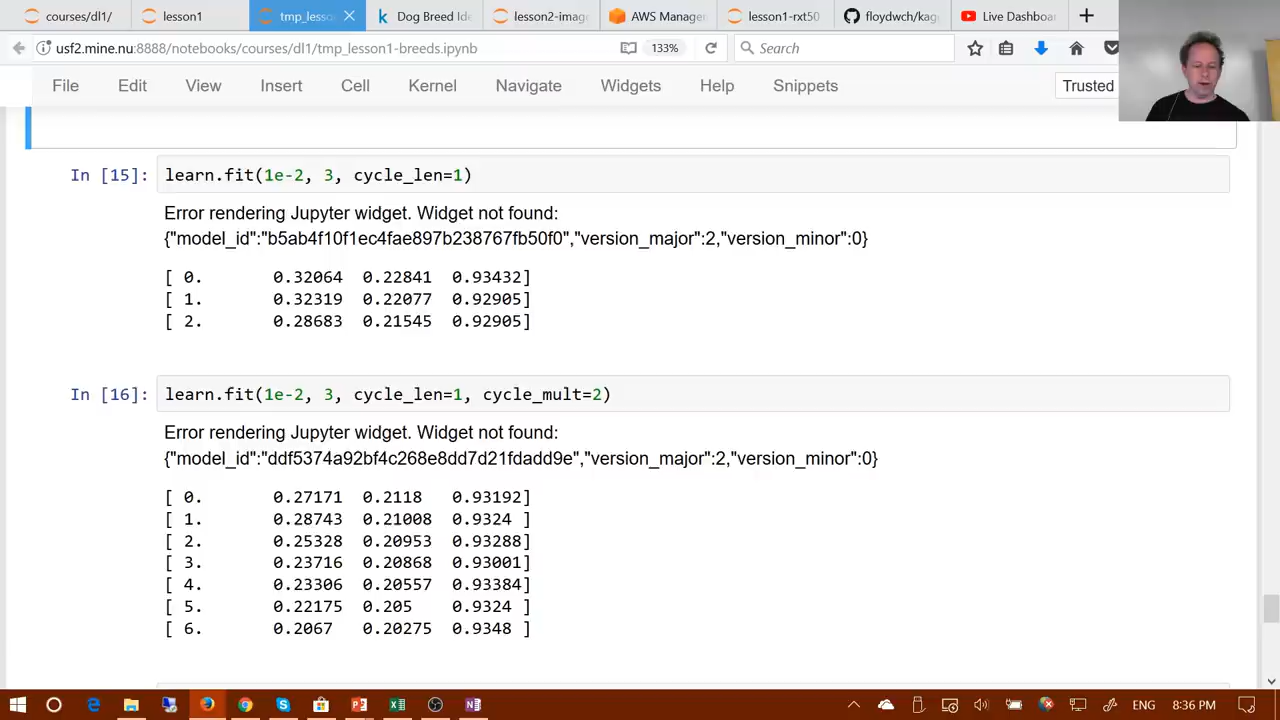 courses/dl1/
lesson1
tmp_lesso
Dog Breed Ide
lesson2-image
AWS Manager
lesson1-rxt50
floydwch/kag
Live Dashboa
usf2.mine.nu:8888/notebooks/courses/dl1/tmp_lesson1-breeds.ipynb
133%
Search
File Edit View Insert Cell Kernel Navigate Widgets Help Snippets
Trusted
In [15]: learn.fit(1e-2, 3, cycle_len=1)
Error rendering Jupyter widget. Widget not found:
{"model_id":"b5ab4f10f1ec4fae897b238767fb50f0","version_major":2,"version_minor":0}
[ 0. 0.32064 0.22841 0.93432]
[ 1. 0.32319 0.22077 0.92905]
[ 2. 0.28683 0.21545 0.92905]
In [16]: learn.fit(1e-2, 3, cycle_len=1, cycle_mult=2)
Error rendering Jupyter widget. Widget not found:
{"model_id":"ddf5374a92bf4c268e8dd7d21fdadd9e","version_major":2,"version_minor":0}
[ 0. 0.27171 0.2118 0.93192]
[ 1. 0.28743 0.21008 0.9324 ]
[ 2. 0.25328 0.20953 0.93288]
[ 3. 0.23716 0.20868 0.93001]
[ 4. 0.23306 0.20557 0.93384]
[ 5. 0.22175 0.205 0.9324 ]
[ 6. 0.2067 0.20275 0.9348 ]
ENG 8:36 PM